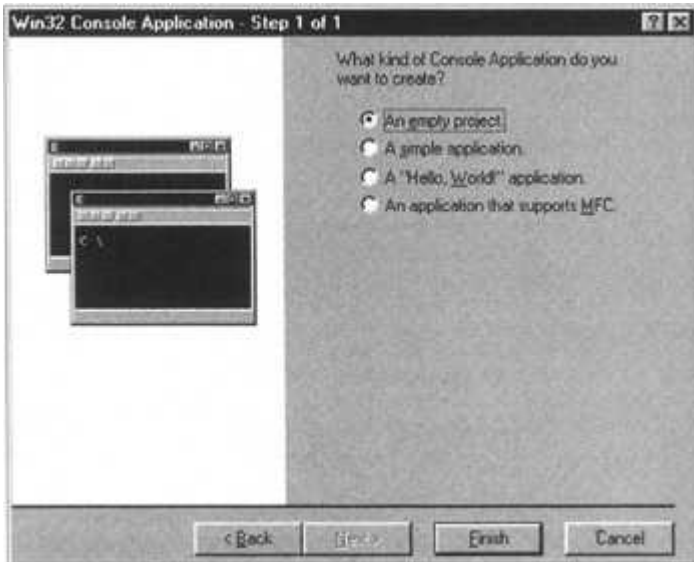 Win32 Console Application - Step 1 of 1
What kind of Console Application do you
want to create?
An empty project.
A simple application.
A "Hello, World!" application.
An application that supports MFC.
C \
< Back
Next >
Finish
Cancel